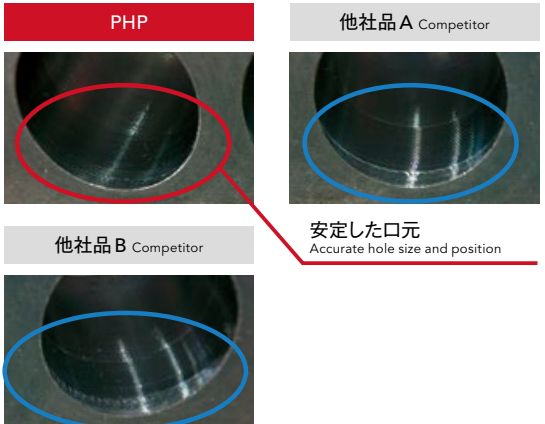 PHP
他社品A Competitor
安定した口元
Accurate hole size and position
他社品B Competitor